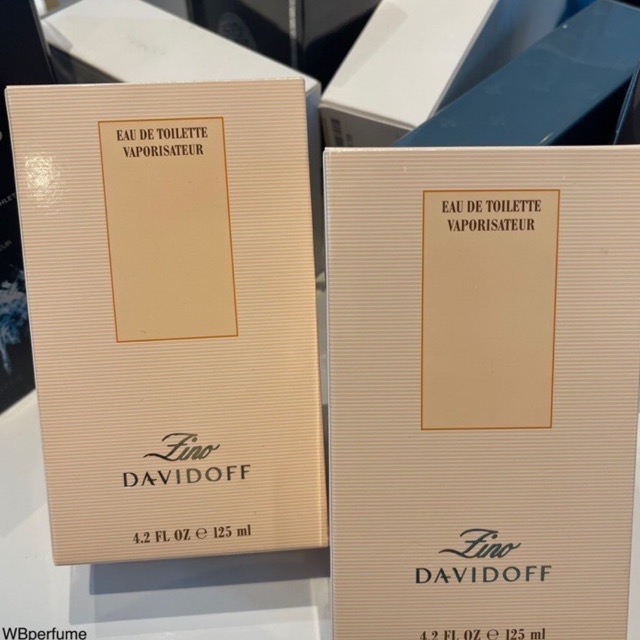 EAU DE TOILETTE
VAPORISATEUR
Zino
DAVIDOFF
4.2 FL OZ ℮ 125 ml
EAU DE TOILETTE
VAPORISATEUR
Zino
DAVIDOFF
4.2 FL OZ ℮ 125 ml
WBperfume